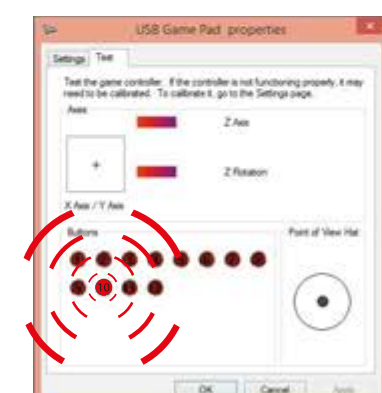 USB Game Pad properties
Settings Test
Test the game controller. If the controller is not functioning properly, it may
need to be calibrated. To calibrate it, go to the Settings page.
Axes
Z Axis
Z Rotation
X Axis / Y Axis
Buttons
Point of View Hat
10
OK Cancel Apply